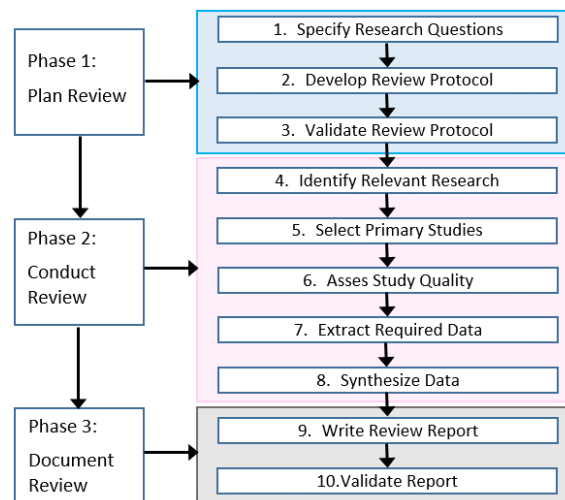 Phase 1:
Plan Review
1. Specify Research Questions
2. Develop Review Protocol
3. Validate Review Protocol
Phase 2:
Conduct
Review
4. Identify Relevant Research
5. Select Primary Studies
6. Asses Study Quality
7. Extract Required Data
8. Synthesize Data
Phase 3:
Document
Review
9. Write Review Report
10.Validate Report